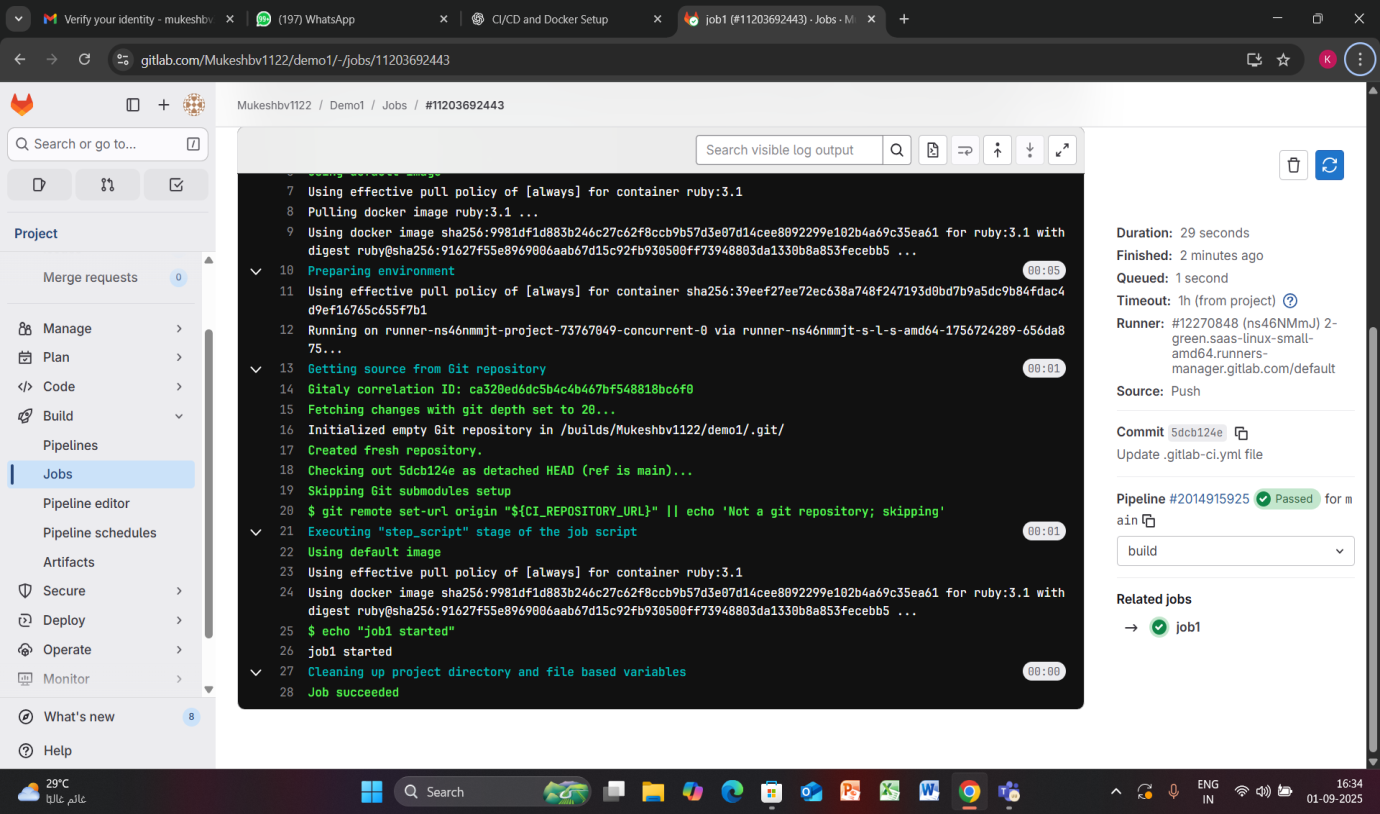 Verify your identity - mukeshbv
(197) WhatsApp
CI/CD and Docker Setup
job1 (#11203692443) · Jobs · M
gitlab.com/Mukeshbv1122/demo1/-/jobs/11203692443
K
Search or go to...
/
Project
Merge requests 0
Manage
Plan
Code
Build
Pipelines
Jobs
Pipeline editor
Pipeline schedules
Artifacts
Secure
Deploy
Operate
Monitor
What's new 8
Help
Mukeshbv1122 / Demo1 / Jobs / #11203692443
Search visible log output
6 Using default image
7 Using effective pull policy of [always] for container ruby:3.1
8 Pulling docker image ruby:3.1 ...
9 Using docker image sha256:9981df1d883b246c27c62f8ccb9b57d3e07d14cee8092299e102b4a69c35ea61 for ruby:3.1 with
digest ruby@sha256:91627f55e8969006aab67d15c92fb930500ff73948803da1330b8a853fecebb5 ...
10 Preparing environment 00:05
11 Using effective pull policy of [always] for container sha256:39eef27ee72ec638a748f247193d0bd7b9a5dc9b84fdac4
d9ef16765c655f7b1
12 Running on runner-ns46nmmjt-project-73767049-concurrent-0 via runner-ns46nmmjt-s-l-s-amd64-1756724289-656da8
75...
13 Getting source from Git repository 00:01
14 Gitaly correlation ID: ca320ed6dc5b4c4b467bf548818bc6f0
15 Fetching changes with git depth set to 20...
16 Initialized empty Git repository in /builds/Mukeshbv1122/demo1/.git/
17 Created fresh repository.
18 Checking out 5dcb124e as detached HEAD (ref is main)...
19 Skipping Git submodules setup
20 $ git remote set-url origin "${CI_REPOSITORY_URL}" || echo 'Not a git repository; skipping'
21 Executing "step_script" stage of the job script 00:01
22 Using default image
23 Using effective pull policy of [always] for container ruby:3.1
24 Using docker image sha256:9981df1d883b246c27c62f8ccb9b57d3e07d14cee8092299e102b4a69c35ea61 for ruby:3.1 with
digest ruby@sha256:91627f55e8969006aab67d15c92fb930500ff73948803da1330b8a853fecebb5 ...
25 $ echo "job1 started"
26 job1 started
27 Cleaning up project directory and file based variables 00:00
28 Job succeeded
Duration: 29 seconds
Finished: 2 minutes ago
Queued: 1 second
Timeout: 1h (from project)
Runner: #12270848 (ns46NMmJ) 2-
green.saas-linux-small-
amd64.runners-
manager.gitlab.com/default
Source: Push
Commit 5dcb124e
Update .gitlab-ci.yml file
Pipeline #2014915925 Passed for m
ain
build
Related jobs
→ job1
29°C
Search
ENG
IN
16:34
01-09-2025